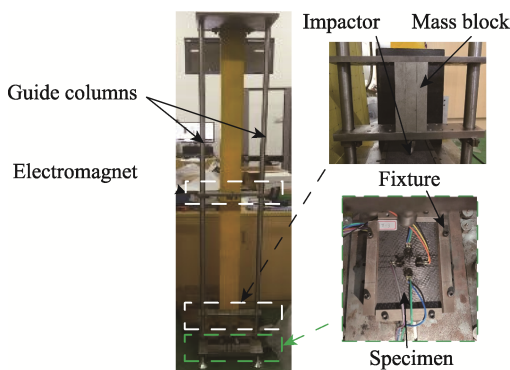 Impactor
Mass block
Guide columns
Electromagnet
Fixture
Specimen